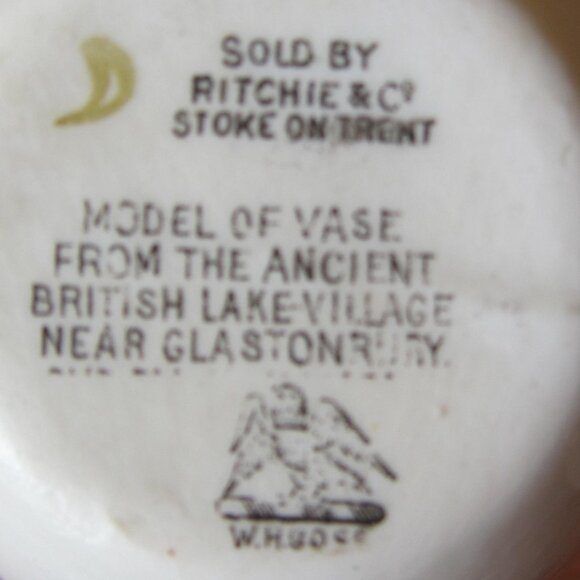 SOLD BY
RITCHIE & Cº
STOKE ON TRENT
MODEL OF VASE
FROM THE ANCIENT
BRITISH LAKE-VILLAGE
NEAR GLASTONBURY.
W.H.GOSS